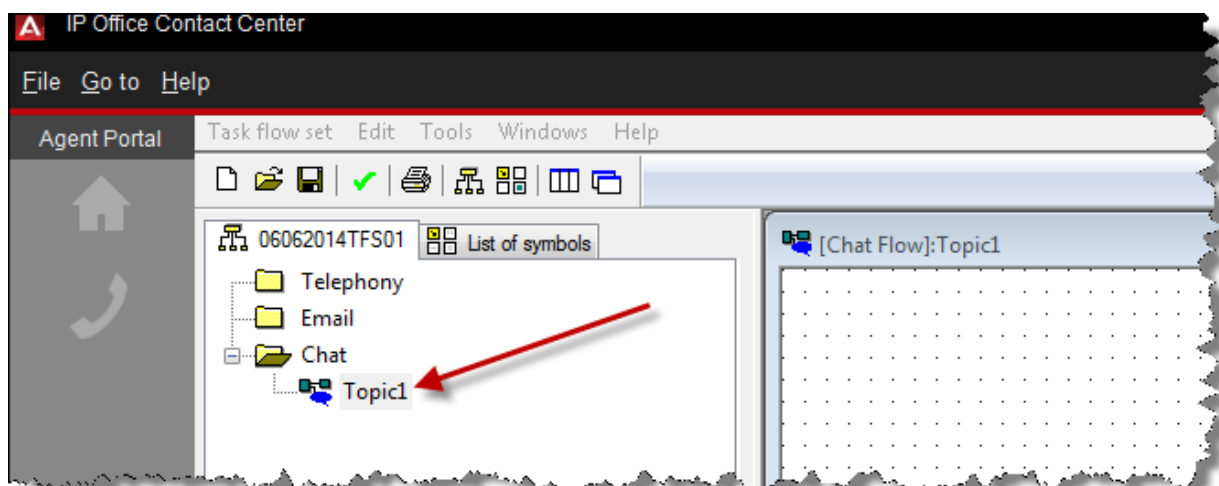 IP Office Contact Center
File Go to Help
Agent Portal
Task flow set Edit Tools Windows Help
06062014TFS01 List of symbols
[Chat Flow]:Topic1
Telephony
Email
Chat
Topic1